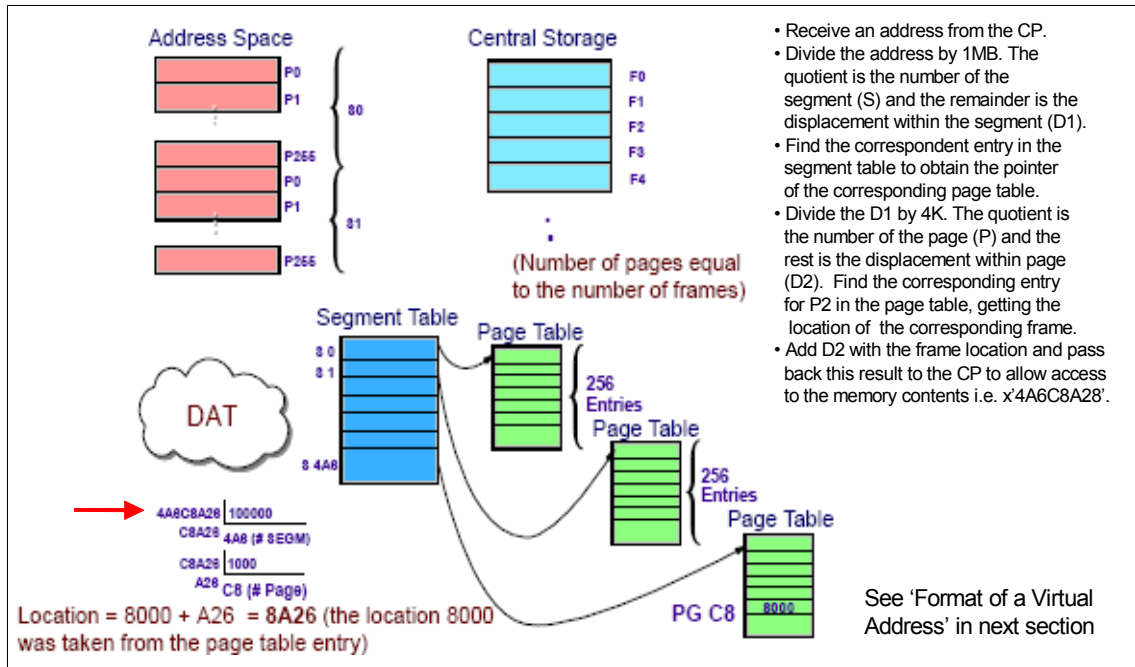 Address Space
P0
P1
S0
P255
P0
P1
S1
P255
Central Storage
F0
F1
F2
F3
F4
(Number of pages equal
to the number of frames)
• Receive an address from the CP.
• Divide the address by 1MB. The
quotient is the number of the
segment (S) and the remainder is the
displacement within the segment (D1).
• Find the correspondent entry in the
segment table to obtain the pointer
of the corresponding page table.
• Divide the D1 by 4K. The quotient is
the number of the page (P) and the
rest is the displacement within page
(D2). Find the corresponding entry
for P2 in the page table, getting the
location of the corresponding frame.
• Add D2 with the frame location and pass
back this result to the CP to allow access
to the memory contents i.e. x'4A6C8A28'.
Segment Table
S 0
S 1
S 4A6
Page Table
256
Entries
Page Table
256
Entries
Page Table
PG C8 8000
DAT
4A6C8A26 100000
C8A26 4A6 (# SEGM)
C8A26 1000
A26 C8 (# Page)
Location = 8000 + A26 = 8A26 (the location 8000
was taken from the page table entry)
See ‘Format of a Virtual
Address’ in next section